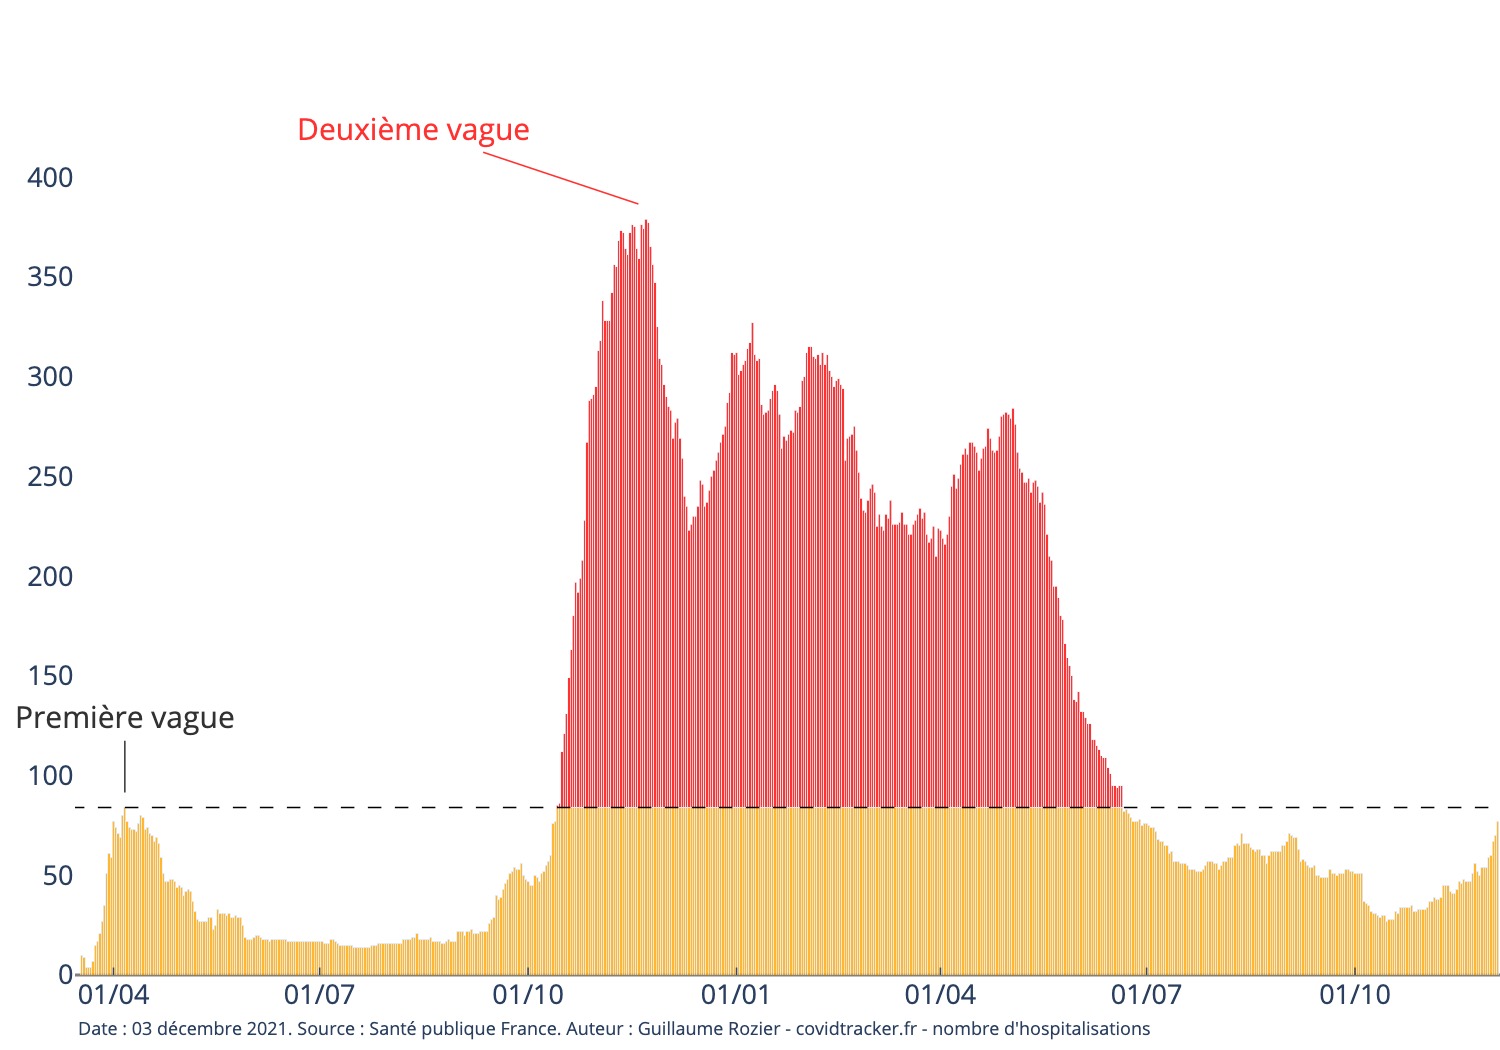 Deuxième vague
400
350
300
250
200
150
Première vague
100
50
0
01/04 01/07 01/10 01/01 01/04 01/07 01/10
Date : 03 décembre 2021. Source : Santé publique France. Auteur : Guillaume Rozier - covidtracker.fr - nombre d'hospitalisations